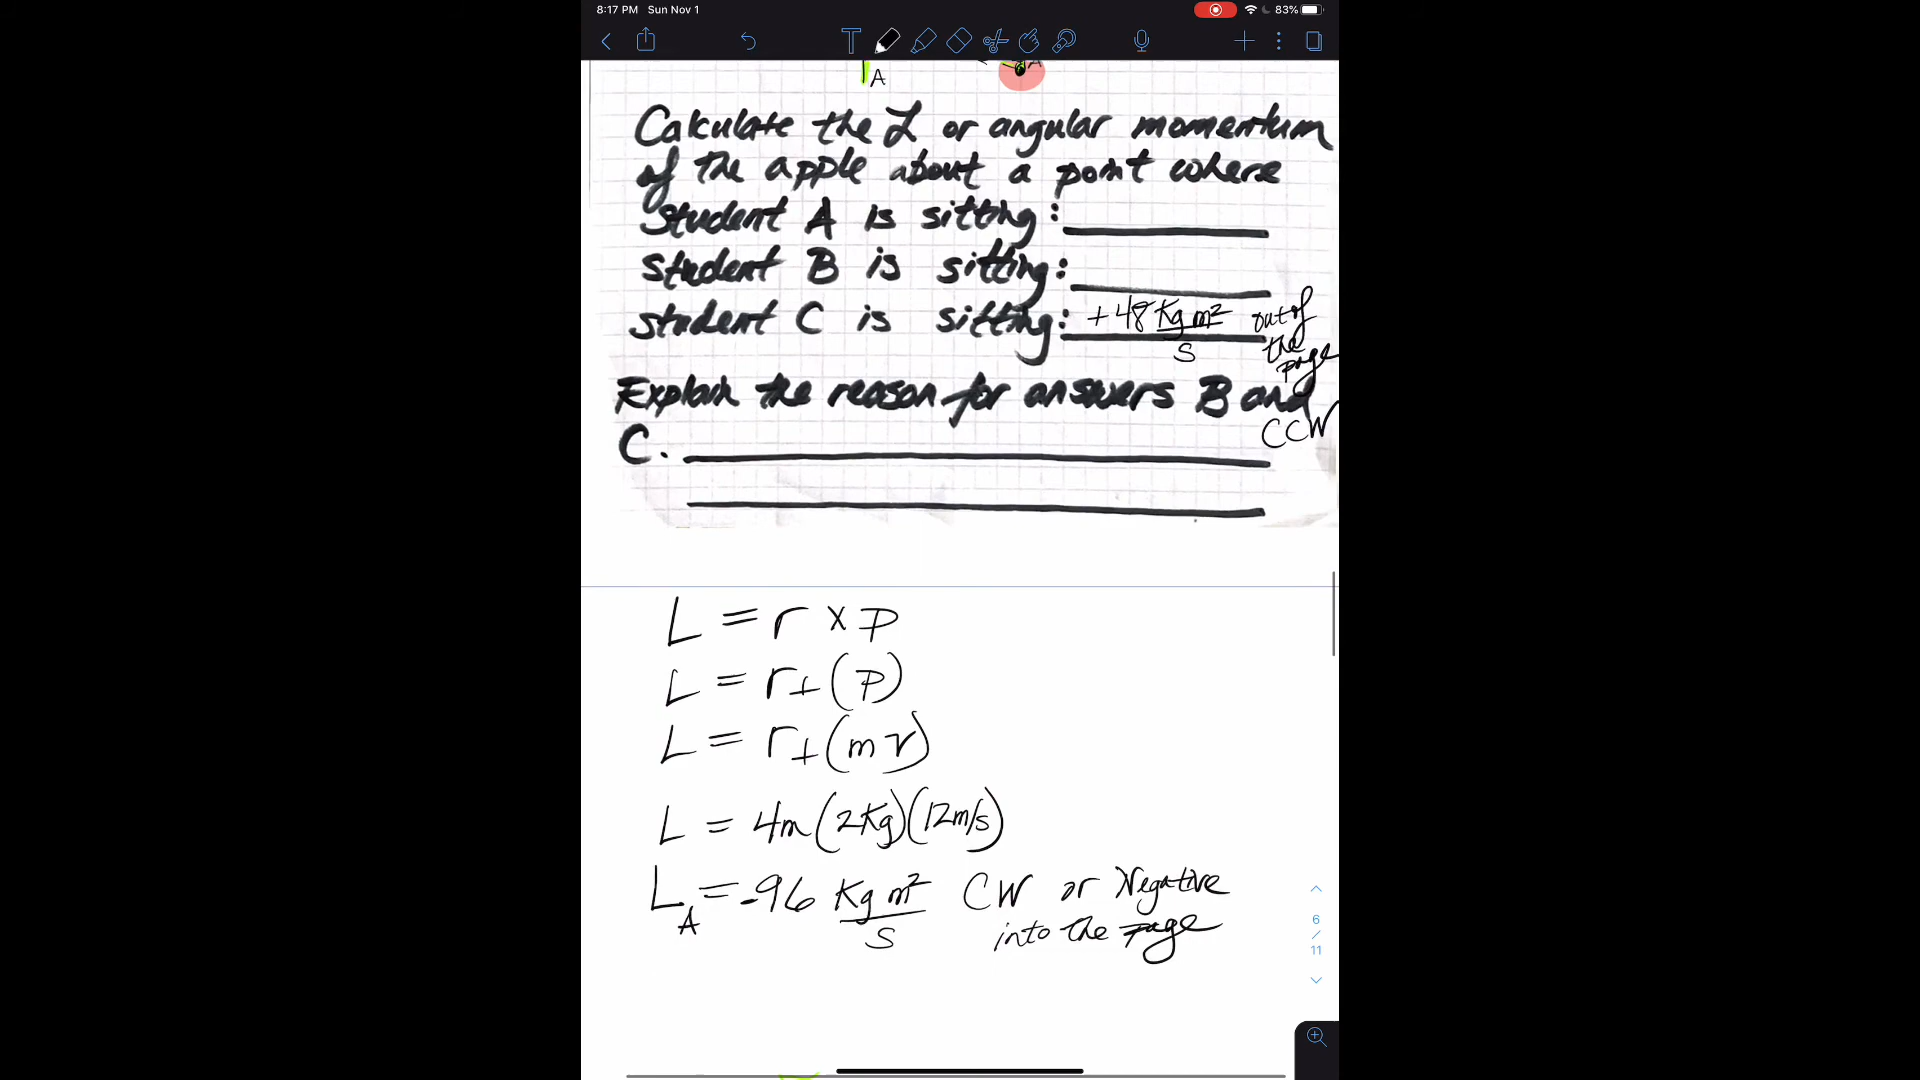 8:17 PM Sun Nov 1 83%
T
A A
Calculate the L or angular momentum
of the apple about a point where
student A is sitting:
student B is sitting:
student C is sitting: +48 Kg m² out of
S the
page
Explain the reason for answers B and
CCW
C.
L = r x p
L = r⊥(p)
L = r⊥(mv)
L = 4m(2Kg)(12m/s)
L = -96 Kg m² CW or Negative
A S into the page
6
/
11